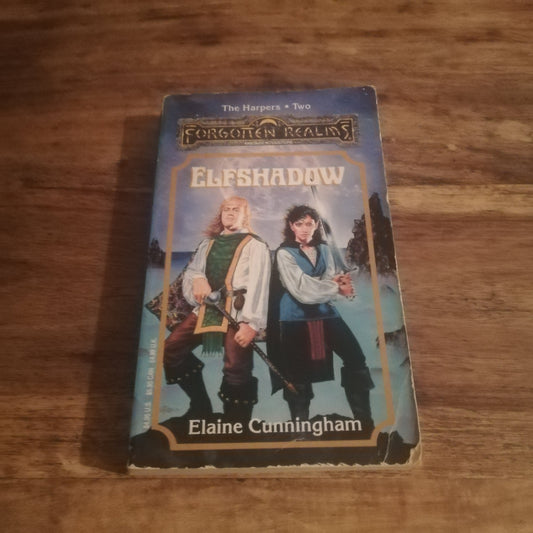 The Harpers • Two
FORGOTTEN REALMS
ELFSHADOW
Elaine Cunningham